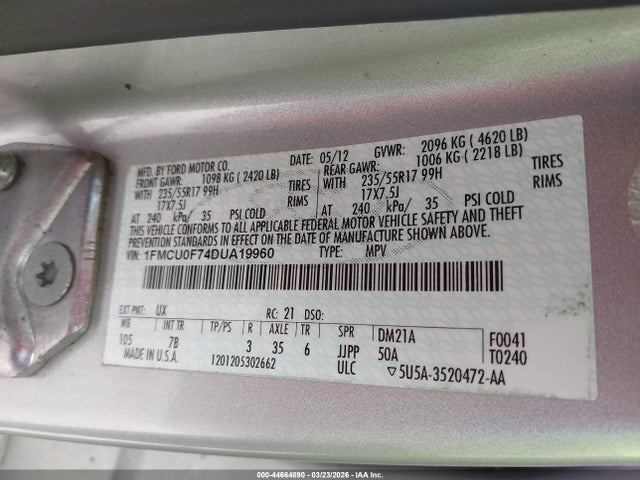 MFD. BY FORD MOTOR CO. DATE: 05/12 GVWR: 2096 KG ( 4620 LB)
FRONT GAWR: 1098 KG ( 2420 LB) REAR GAWR: 1006 KG ( 2218 LB)
WITH 235/55R17 99H TIRES WITH 235/55R17 99H TIRES
17X7.5J RIMS 17X7.5J RIMS
AT 240 kPa/ 35 PSI COLD AT 240 kPa/ 35 PSI COLD
THIS VEHICLE CONFORMS TO ALL APPLICABLE FEDERAL MOTOR VEHICLE SAFETY AND THEFT
PREVENTION STANDARDS IN EFFECT ON THE DATE OF MANUFACTURE SHOWN ABOVE.
VIN: 1FMCU0F74DUA19960 TYPE: MPV
EXT PNT: UX RC: 21 DSO:
WB INT TR TP/PS R AXLE TR SPR DM21A F0041
105 7B 3 35 6 JJPP 50A T0240
MADE IN U.S.A. 1201205302662 ULC ▽5U5A-3520472-AA
000-44664890 - 03/23/2026 - IAA Inc.